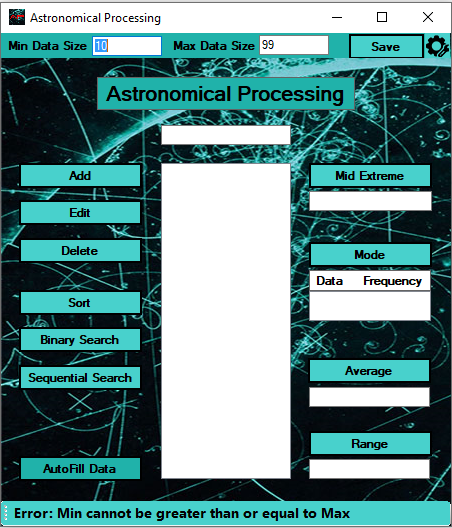 Astronomical Processing
Min Data Size 10 Max Data Size 99 Save
Astronomical Processing
Add
Mid Extreme
Edit
Delete
Mode
Data Frequency
Sort
Binary Search
Sequential Search
Average
Range
AutoFill Data
Error: Min cannot be greater than or equal to Max